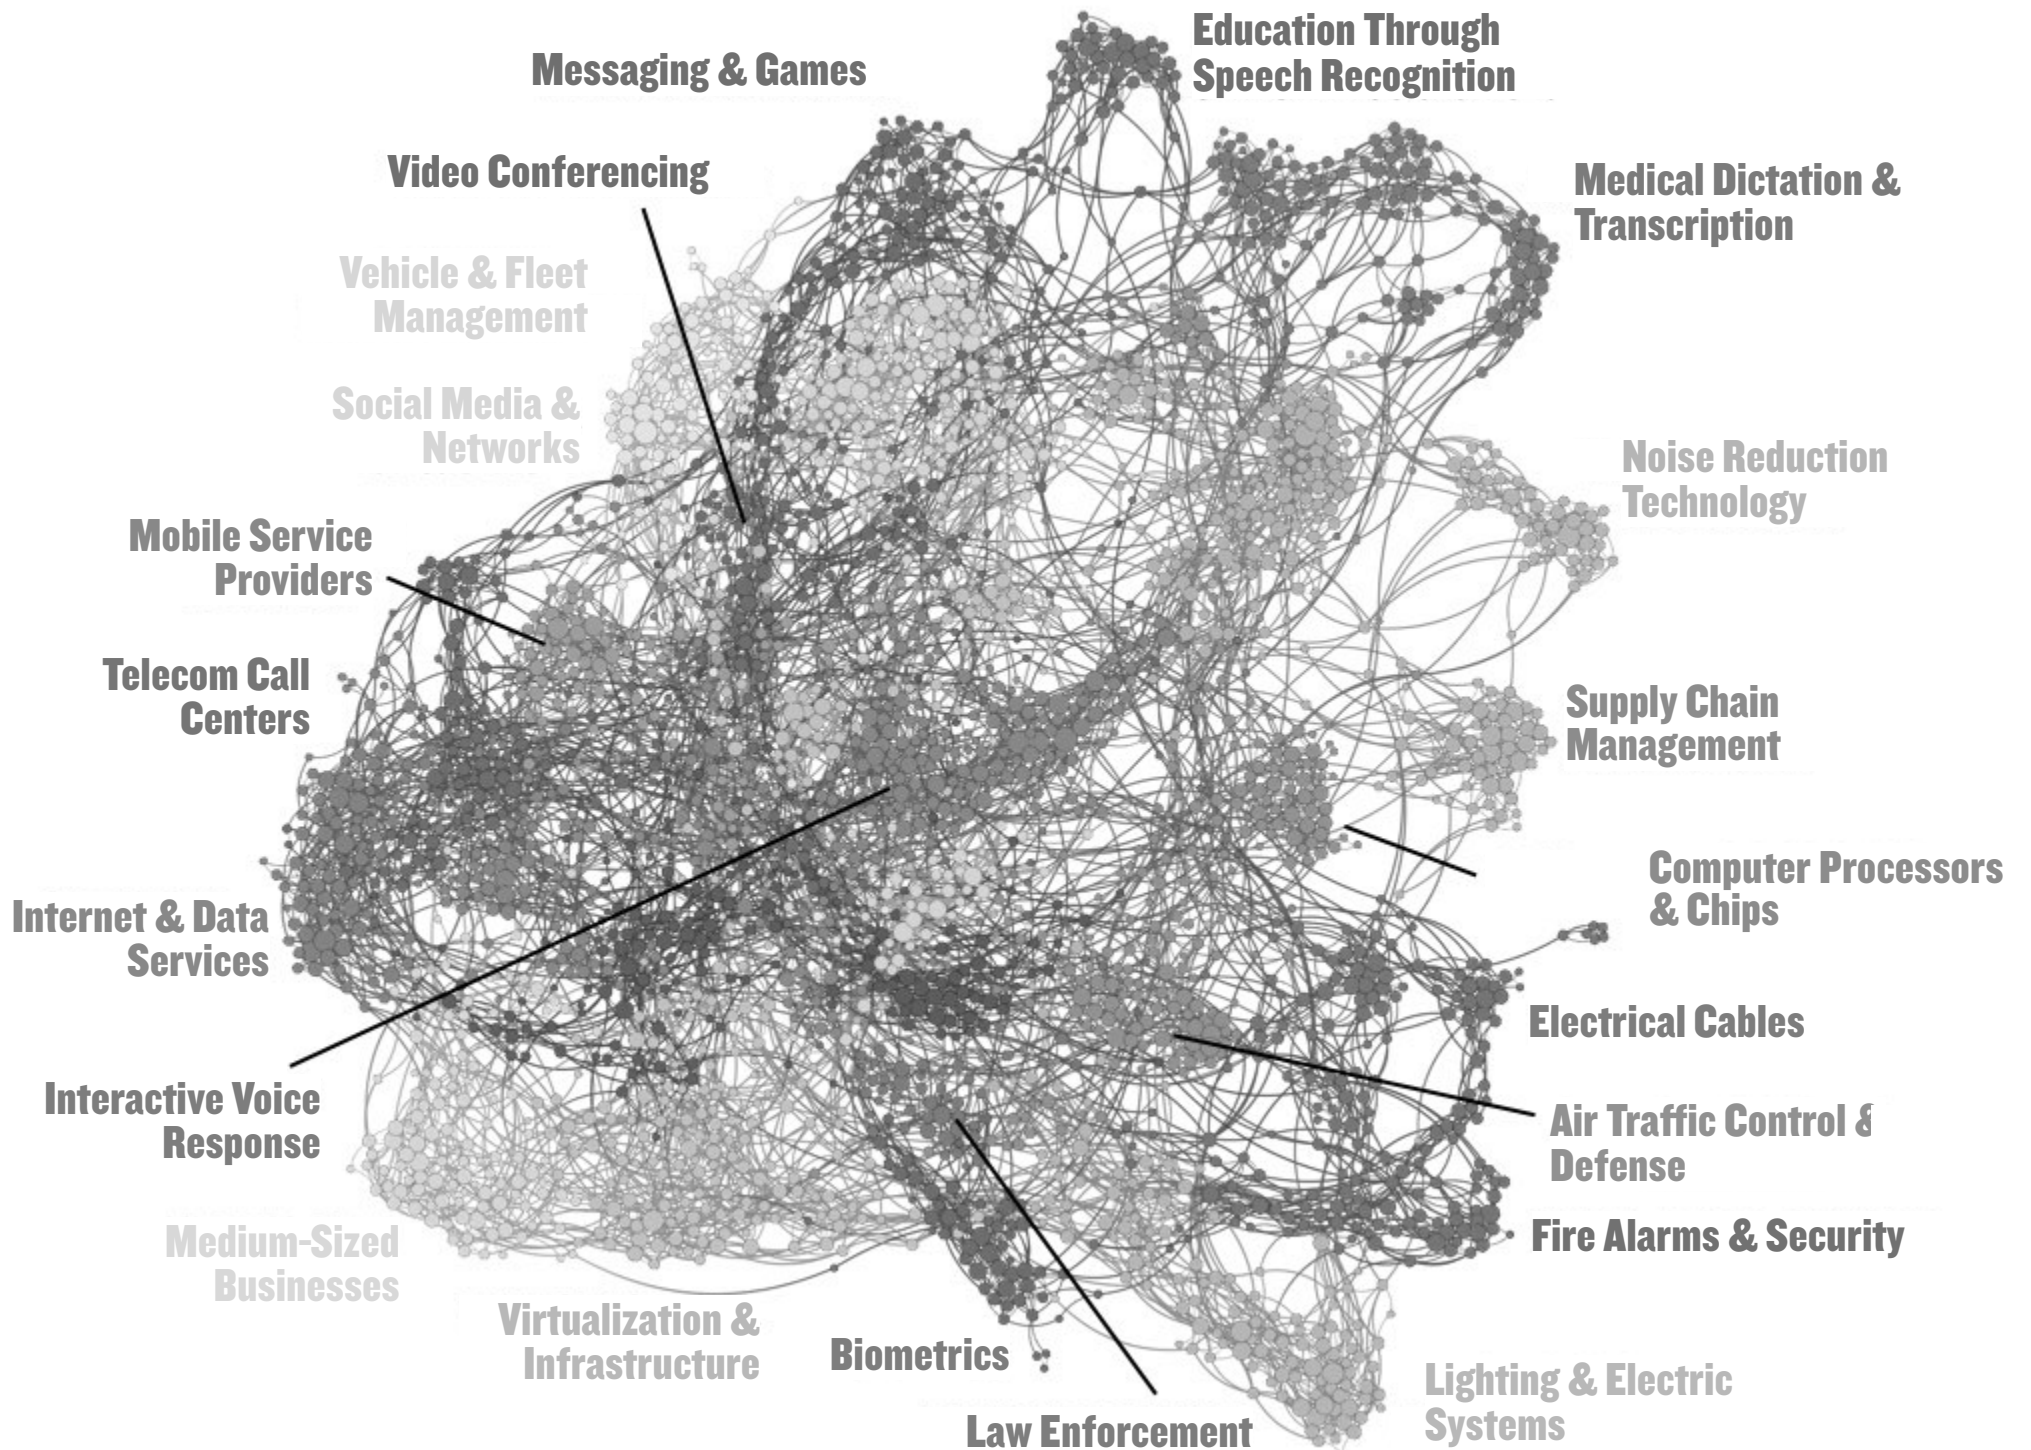 Education Through
Speech Recognition
Messaging & Games
Video Conferencing
Medical Dictation &
Transcription
Vehicle & Fleet
Management
Social Media &
Networks
Noise Reduction
Technology
Mobile Service
Providers
Telecom Call
Centers
Supply Chain
Management
Computer Processors
& Chips
Internet & Data
Services
Electrical Cables
Interactive Voice
Response
Air Traffic Control &
Defense
Fire Alarms & Security
Medium-Sized
Businesses
Virtualization &
Infrastructure
Biometrics
Lighting & Electric
Systems
Law Enforcement